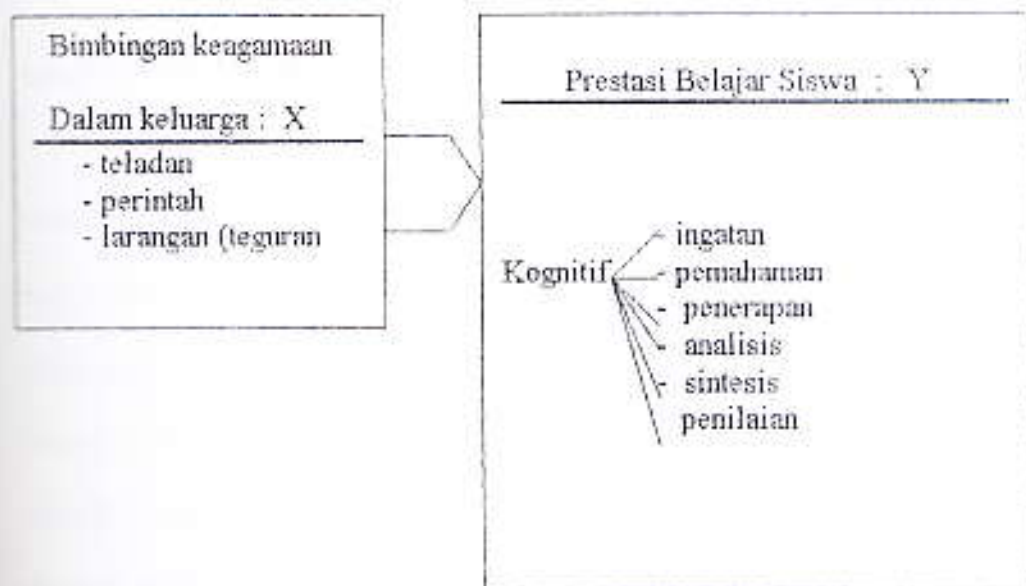 Bimbingan keagamaan
Dalam keluarga : X
- teladan
- perintah
- larangan (teguran
Prestasi Belajar Siswa : Y
Kognitif
- ingatan
- pemahaman
- penerapan
- analisis
- sintesis
penilaian